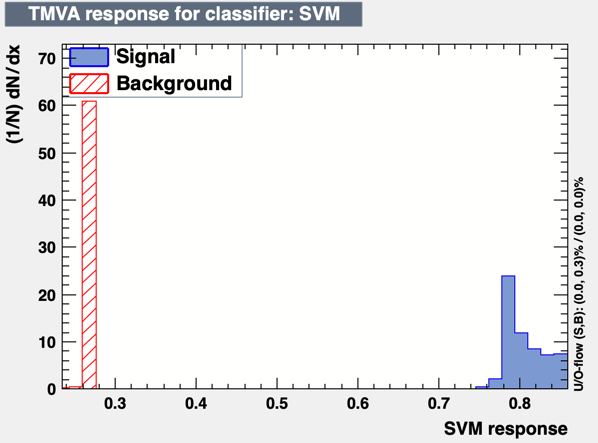 TMVA response for classifier: SVM
(1/N) dN/dx
70
60
50
40
30
20
10
0
Signal
Background
0.3
0.4
0.5
0.6
0.7
0.8
SVM response
U/O-flow (S,B): (0.0, 0.3)% / (0.0, 0.0)%